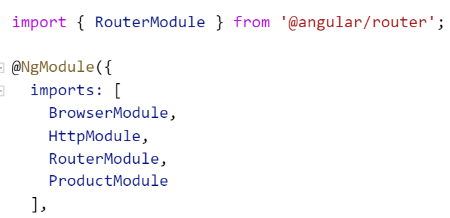 import { RouterModule } from '@angular/router';
@NgModule({
imports: [
BrowserModule,
HttpModule,
RouterModule,
ProductModule
],